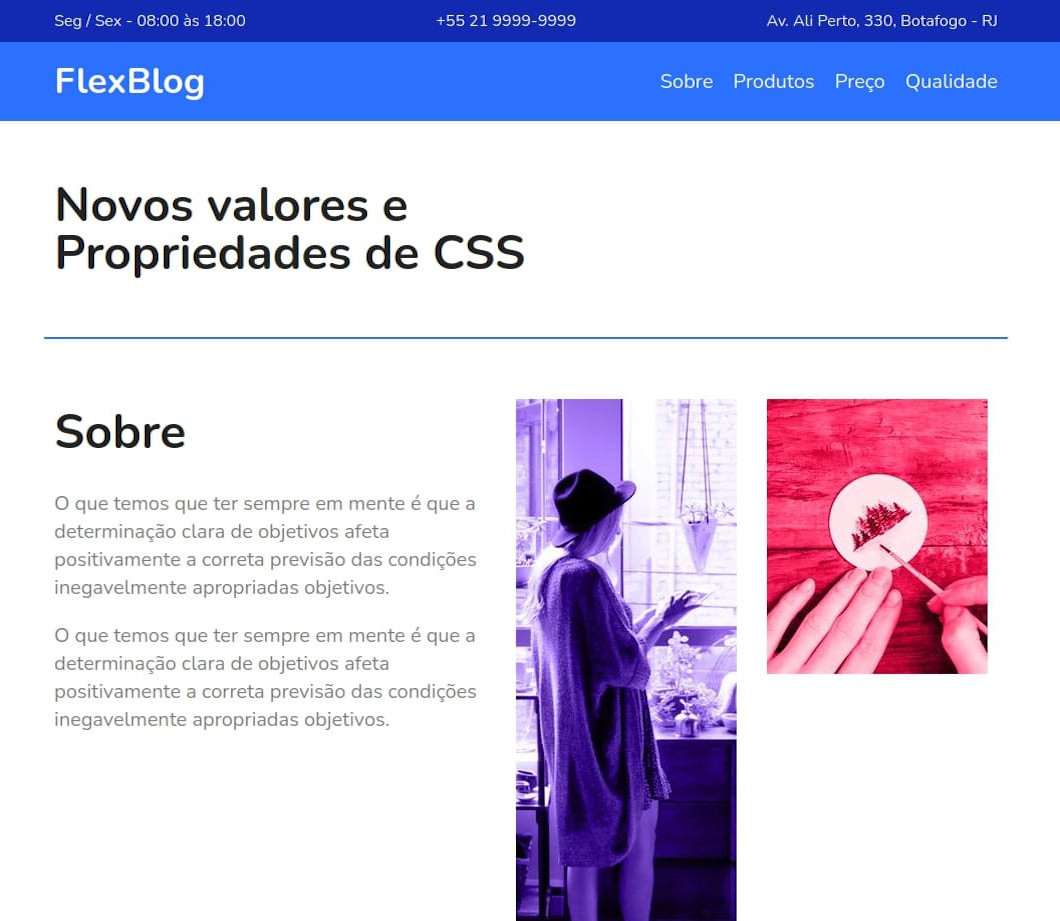 Seg / Sex - 08:00 às 18:00
+55 21 9999-9999
Av. Ali Perto, 330, Botafogo - RJ
FlexBlog
Sobre
Produtos
Preço
Qualidade
Novos valores e
Propriedades de CSS
Sobre
O que temos que ter sempre em mente é que a
determinação clara de objetivos afeta
positivamente a correta previsão das condições
inegavelmente apropriadas objetivos.
O que temos que ter sempre em mente é que a
determinação clara de objetivos afeta
positivamente a correta previsão das condições
inegavelmente apropriadas objetivos.